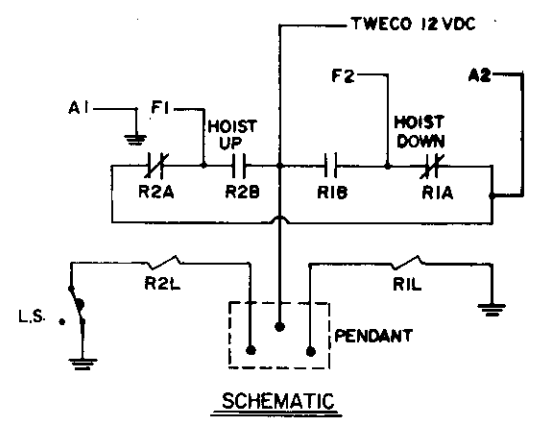 TWECO 12 VDC
F2
A2
A1
F1
HOIST
UP
HOIST
DOWN
R2A
R2B
R1B
R1A
R2L
R1L
L.S.
PENDANT
SCHEMATIC